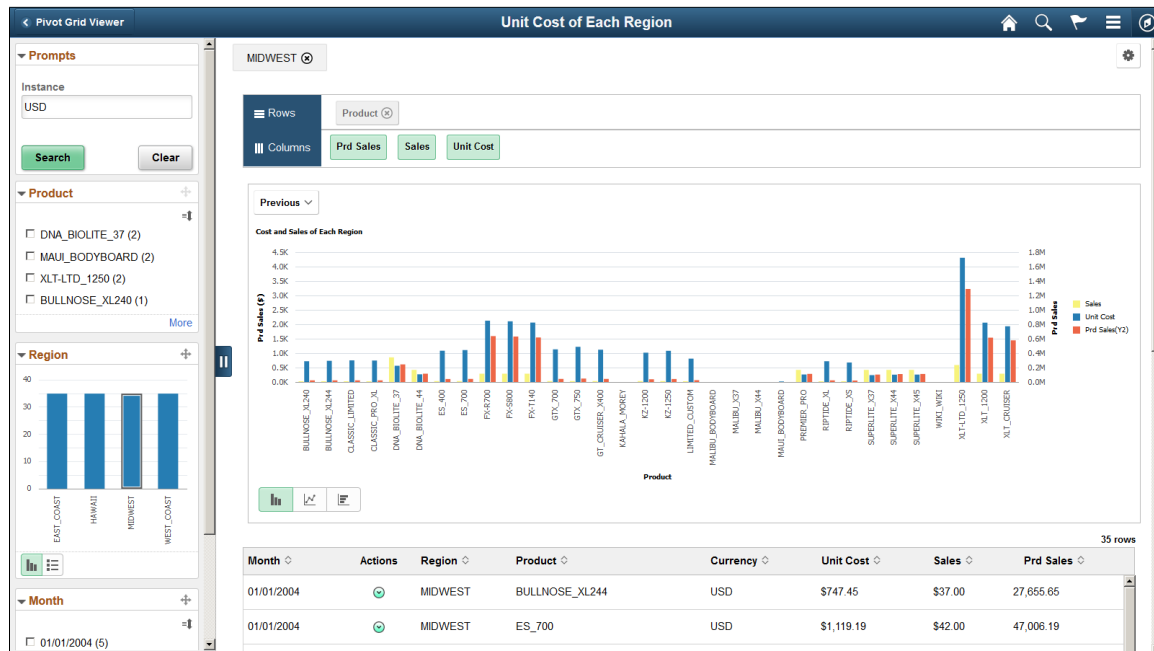 Pivot Grid Viewer
Unit Cost of Each Region
Prompts
Instance
USD
Search
Clear
Product
DNA_BIOLITE_37 (2)
MAUI_BODYBOARD (2)
XLT-LTD_1250 (2)
BULLNOSE_XL240 (1)
More
Region
40
30
20
10
0
EAST_COAST
HAWAII
MIDWEST
WEST_COAST
Month
01/01/2004 (5)
MIDWEST
Rows
Product
Columns
Prd Sales
Sales
Unit Cost
Previous
Cost and Sales of Each Region
Prd Sales ($)
4.5K
4.0K
3.5K
3.0K
2.5K
2.0K
1.5K
1.0K
0.5K
0.0K
1.8M
1.6M
1.4M
1.2M
1.0M
0.8M
0.6M
0.4M
0.2M
0.0M
Prd Sales
Sales
Unit Cost
Prd Sales(Y2)
BULLNOSE_XL240
BULLNOSE_XL244
CLASSIC_LIMITED
CLASSIC_PRO_XL
DNA_BIOLITE_37
DNA_BIOLITE_44
ES_400
ES_700
FX-R700
FX-S800
FX-T140
GTX_700
GTX_750
GT_CRUISER_X400
KAHALA_MOREY
KZ-1200
KZ-1250
LIMITED_CUSTOM
MALIBU_BODYBOARD
MALIBU_X37
MALIBU_X44
MAUI_BODYBOARD
PREMIER_PRO
RIPTIDE_XL
RIPTIDE_XS
SUPERLITE_X37
SUPERLITE_X44
SUPERLITE_X45
WIKI_WIKI
XLT-LTD_1250
XLT_1200
XLT_CRUISER
Product
35 rows
Month Actions Region Product Currency Unit Cost Sales Prd Sales
01/01/2004 MIDWEST BULLNOSE_XL244 USD $747.45 $37.00 27,655.65
01/01/2004 MIDWEST ES_700 USD $1,119.19 $42.00 47,006.19